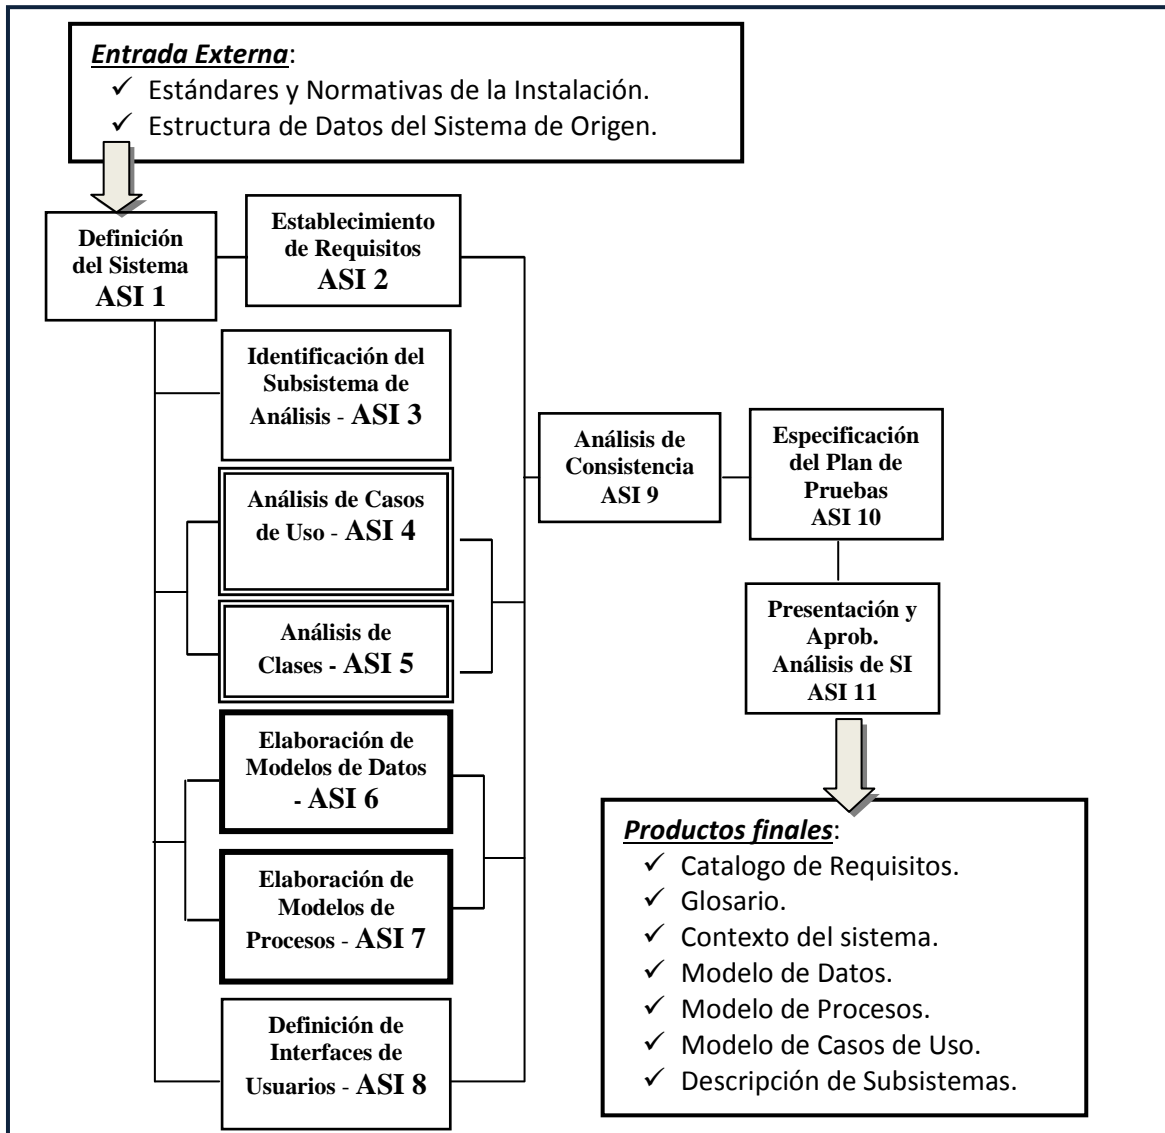 Entrada Externa:
✓ Estándares y Normativas de la Instalación.
✓ Estructura de Datos del Sistema de Origen.
Definición
del Sistema
ASI 1
Establecimiento
de Requisitos
ASI 2
Identificación del
Subsistema de
Análisis - ASI 3
Análisis de Casos
de Uso - ASI 4
Análisis de
Clases - ASI 5
Elaboración de
Modelos de Datos
- ASI 6
Elaboración de
Modelos de
Procesos - ASI 7
Definición de
Interfaces de
Usuarios - ASI 8
Análisis de
Consistencia
ASI 9
Especificación
del Plan de
Pruebas
ASI 10
Presentación y
Aprob.
Análisis de SI
ASI 11
Productos finales:
✓ Catalogo de Requisitos.
✓ Glosario.
✓ Contexto del sistema.
✓ Modelo de Datos.
✓ Modelo de Procesos.
✓ Modelo de Casos de Uso.
✓ Descripción de Subsistemas.